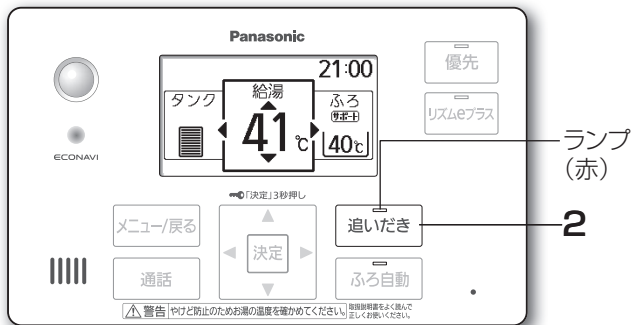 Panasonic
21:00
優先
タンク
給湯
ふろ
サポート
41℃
40℃
リズムeプラス
ECONAVI
ランプ
(赤)
「決定」3秒押し
メニュー/戻る
追いだき
2
決定
通話
ふろ自動
警告 やけど防止のためお湯の温度を確かめてください。
取扱説明書をよく読んで
正しくお使いください。